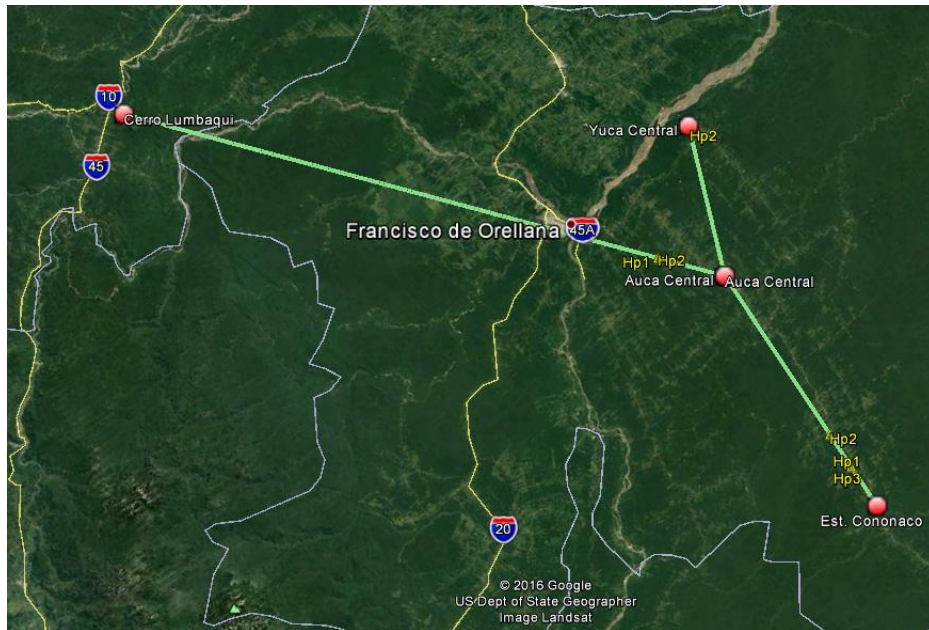 10
Cerro Lumbaqui
45
Yuca Central
Hp2
Francisco de Orellana
45A
Hp1
Hp2
Auca Central
Auca Central
Hp2
Hp1
Hp3
Est. Cononaco
20
© 2016 Google
US Dept of State Geographer
Image Landsat